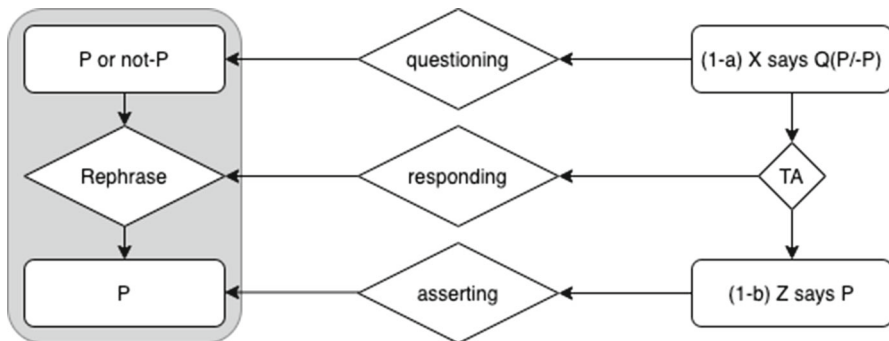 P or not-P
questioning
(1-a) X says Q(P/-P)
Rephrase
responding
TA
P
asserting
(1-b) Z says P